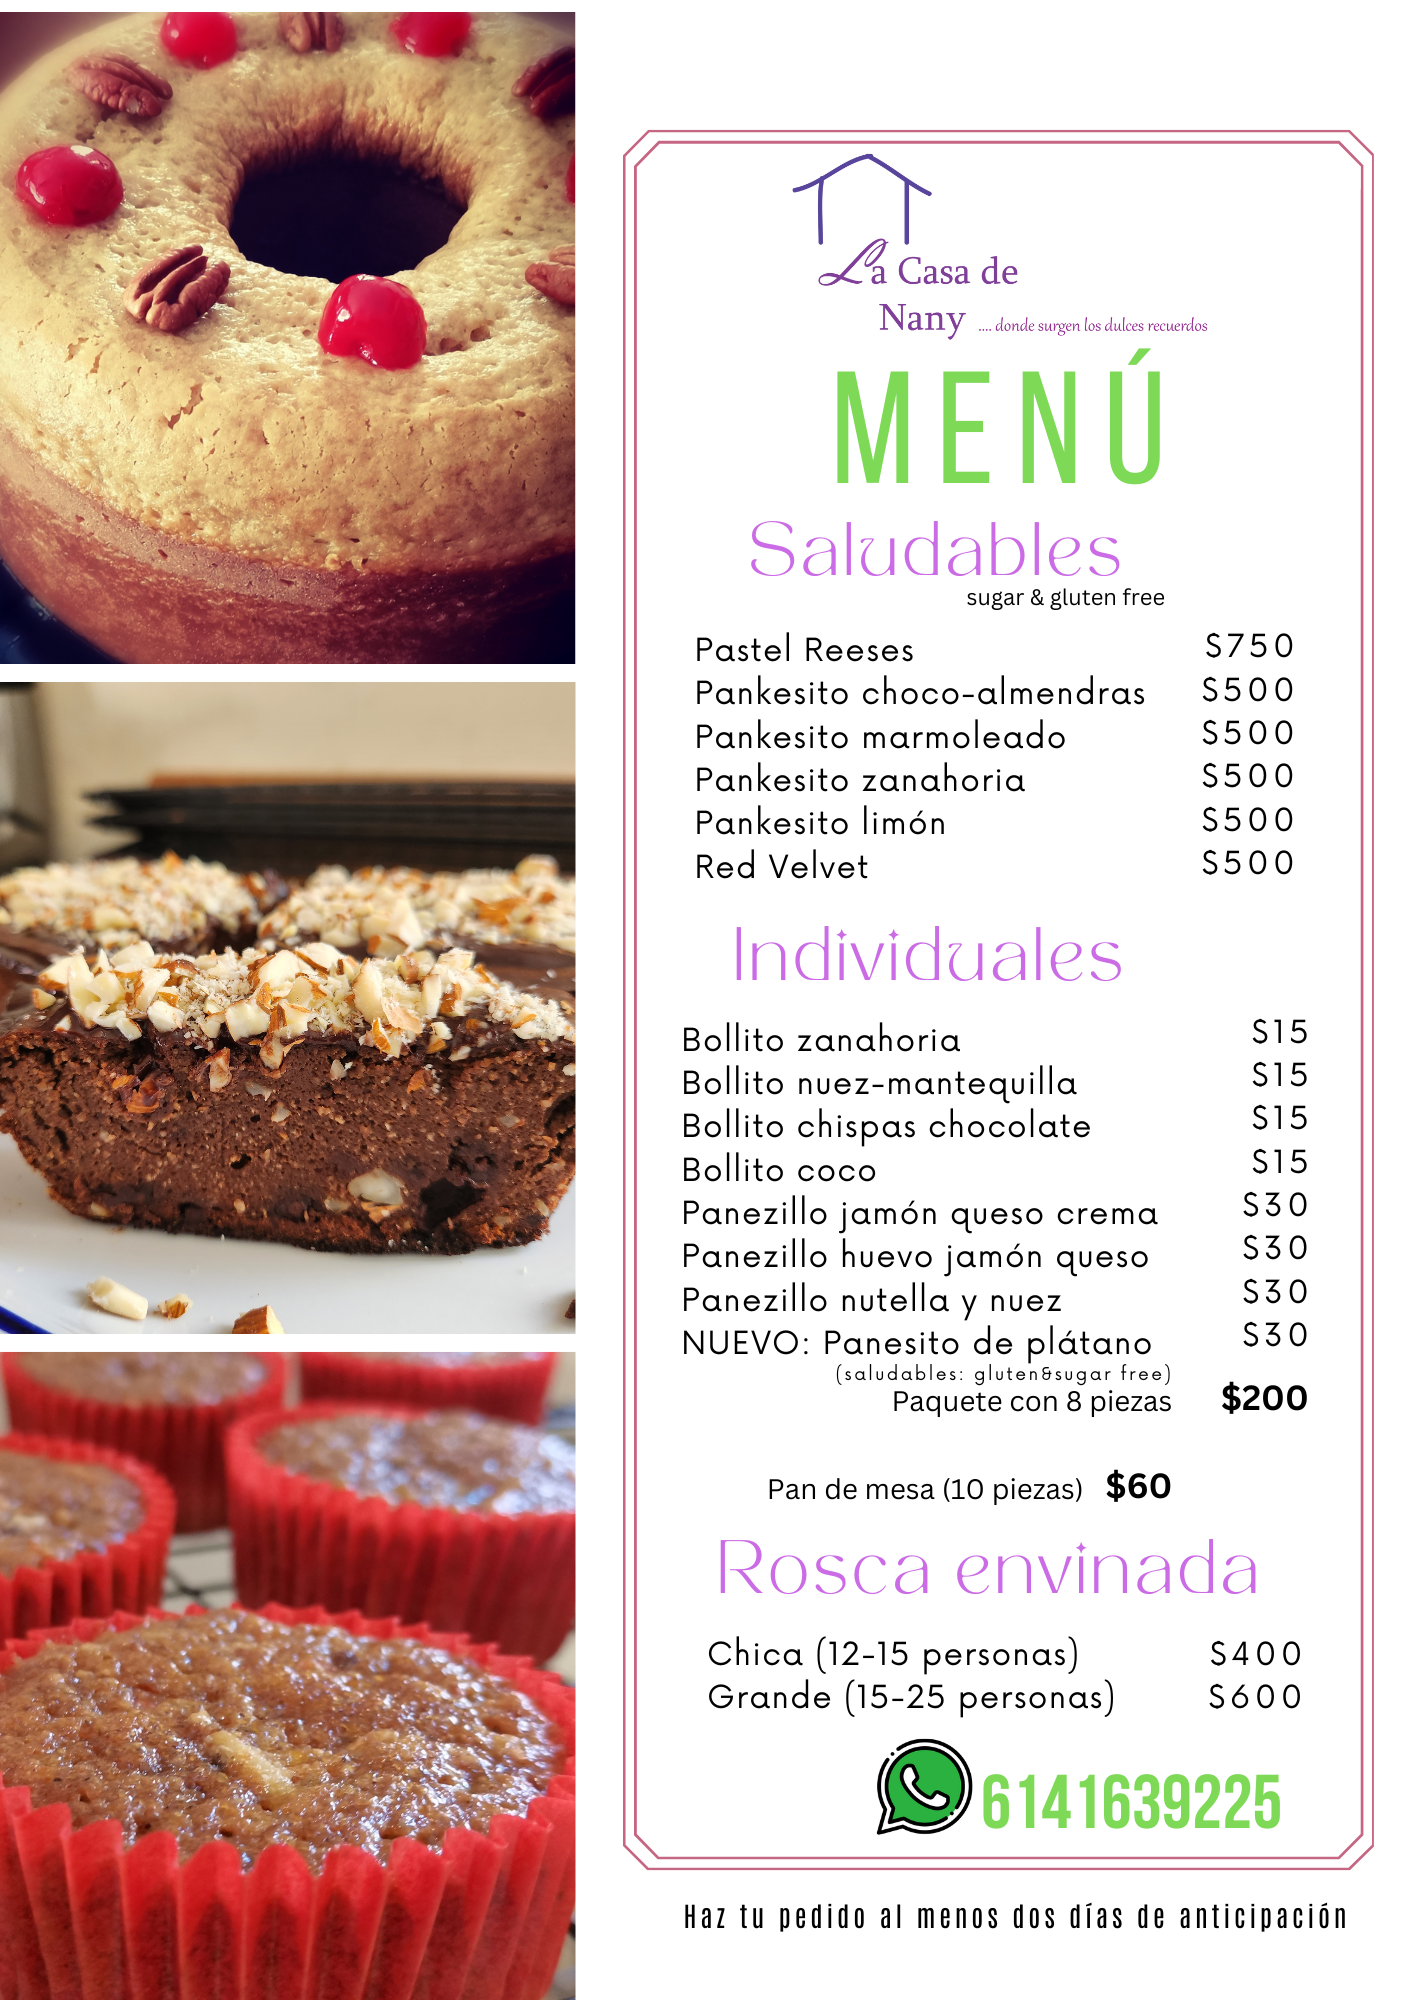 La Casa de
Nany .... donde surgen los dulces recuerdos
MENÚ
Saludables
sugar & gluten free
Pastel Reeses $750
Pankesito choco-almendras $500
Pankesito marmoleado $500
Pankesito zanahoria $500
Pankesito limón $500
Red Velvet $500
Individuales
Bollito zanahoria $15
Bollito nuez-mantequilla $15
Bollito chispas chocolate $15
Bollito coco $15
Panezillo jamón queso crema $30
Panezillo huevo jamón queso $30
Panezillo nutella y nuez $30
NUEVO: Panesito de plátano $30
(saludables: gluten&sugar free)
Paquete con 8 piezas $200
Pan de mesa (10 piezas) $60
Rosca envinada
Chica (12-15 personas) $400
Grande (15-25 personas) $600
6141639225
Haz tu pedido al menos dos días de anticipación